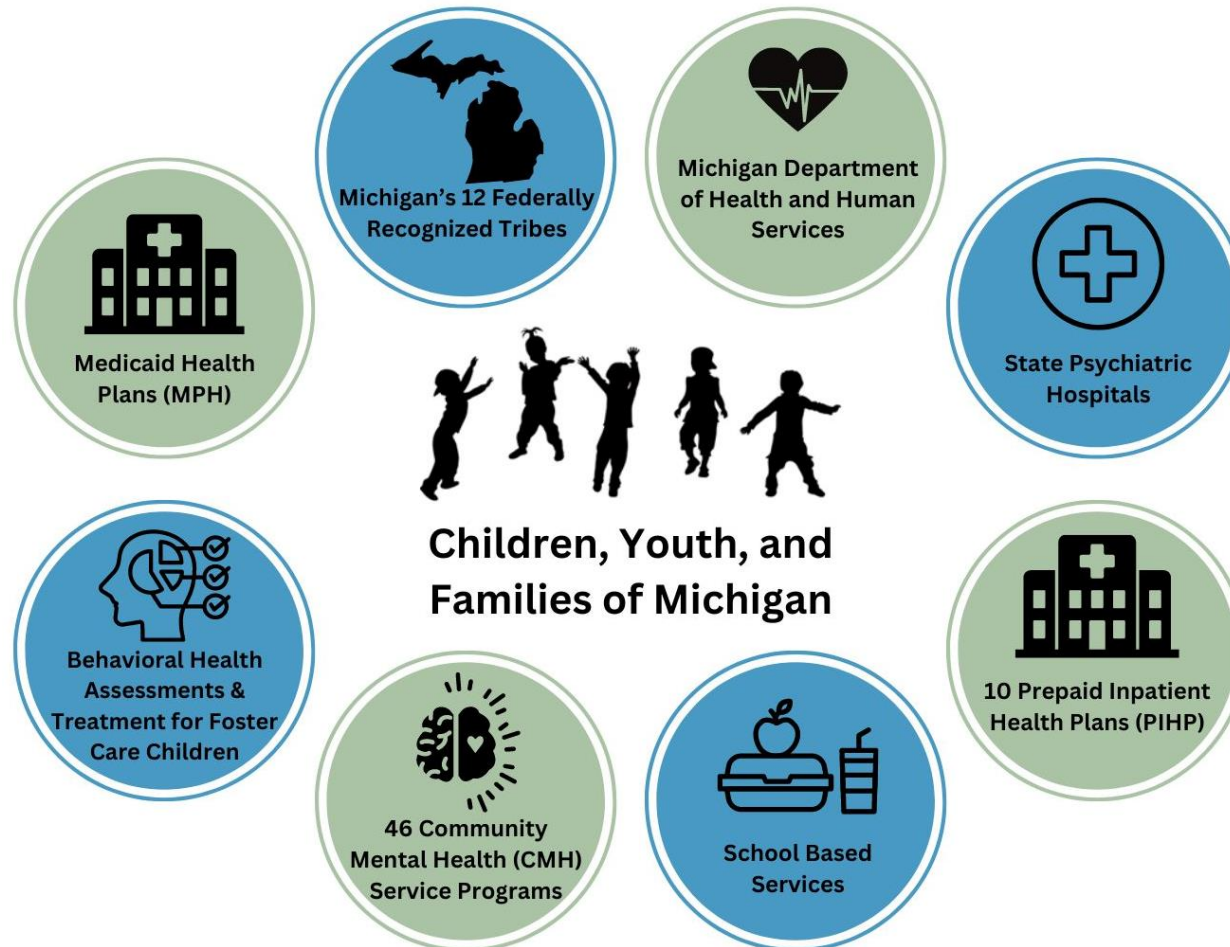 Michigan's 12 Federally
Recognized Tribes
Michigan Department
of Health and Human
Services
Medicaid Health
Plans (MPH)
State Psychiatric
Hospitals
Children, Youth, and
Families of Michigan
Behavioral Health
Assessments &
Treatment for Foster
Care Children
10 Prepaid Inpatient
Health Plans (PIHP)
46 Community
Mental Health (CMH)
Service Programs
School Based
Services